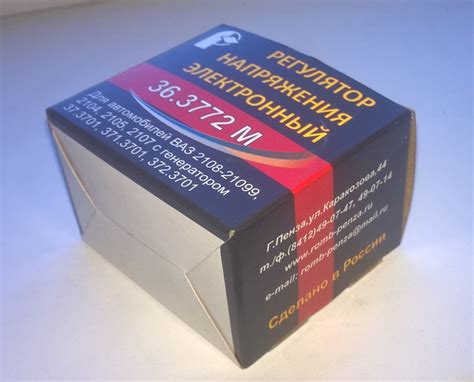 РЕГУЛЯТОР
НАПРЯЖЕНИЯ
ЭЛЕКТРОННЫЙ
36.3772 М
Для автомобилей ВАЗ 2108-21099,
2104, 2105, 2107 с генератором
37.3701, 371.3701, 372.3701
Г.Пенза,ул.Каракозова,44
т./ф.(8412)49-07-47, 49-07-14
www.romb-penza.ru
e-mail: romb-penza@mail.ru
Сделано в России